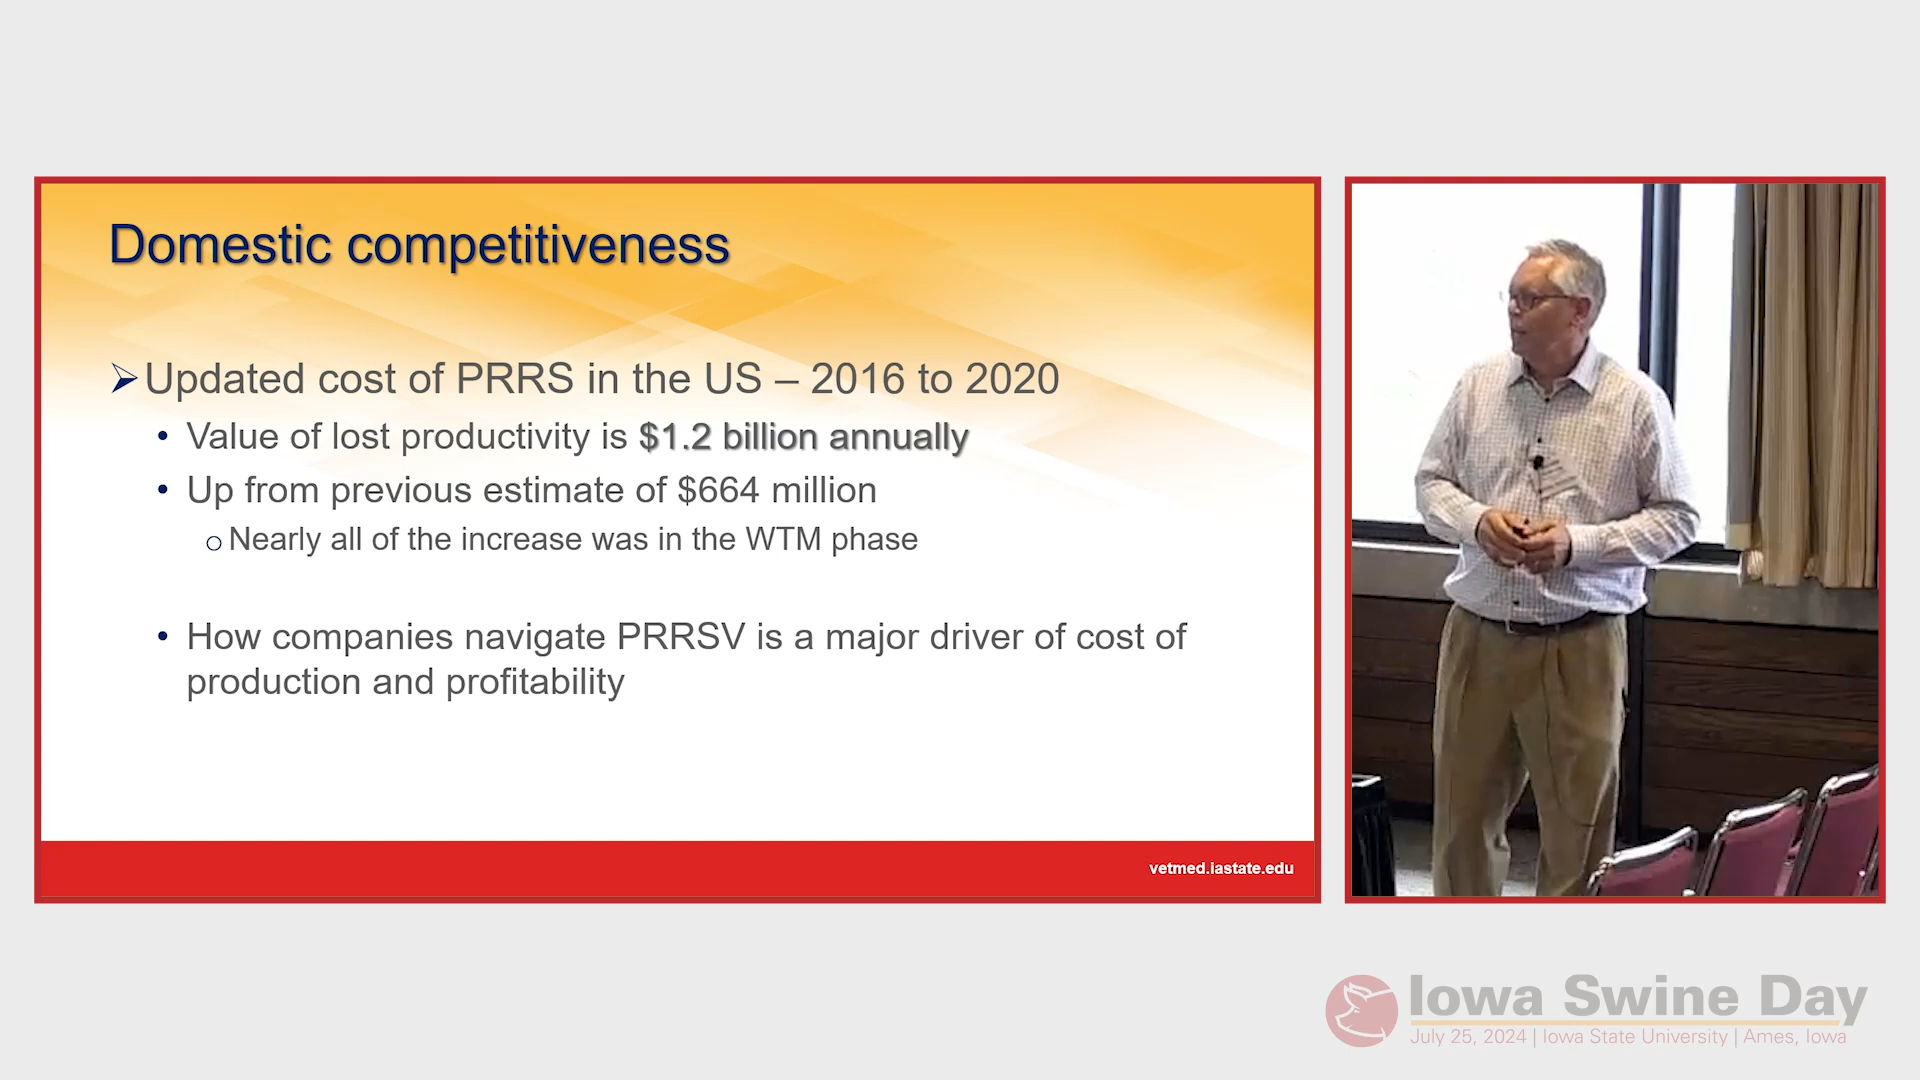 Domestic competitiveness
Updated cost of PRRS in the US – 2016 to 2020
• Value of lost productivity is $1.2 billion annually
• Up from previous estimate of $664 million
o Nearly all of the increase was in the WTM phase
• How companies navigate PRRSV is a major driver of cost of
production and profitability
vetmed.iastate.edu
Iowa Swine Day
July 25, 2024 | Iowa State University | Ames, Iowa